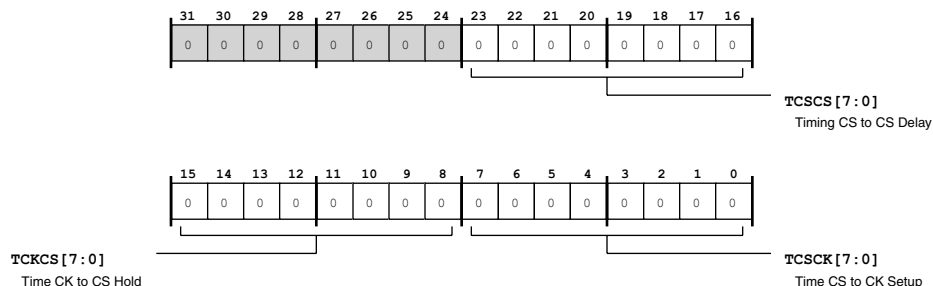 31 30 29 28 27 26 25 24 23 22 21 20 19 18 17 16
0 0 0 0 0 0 0 0 0 0 0 0 0 0 0 0
TCSCS[7:0]
Timing CS to CS Delay
15 14 13 12 11 10 9 8 7 6 5 4 3 2 1 0
0 0 0 0 0 0 0 0 0 0 0 0 0 0 0 0
TCKCS[7:0]
Time CK to CS Hold
TCSCK[7:0]
Time CS to CK Setup